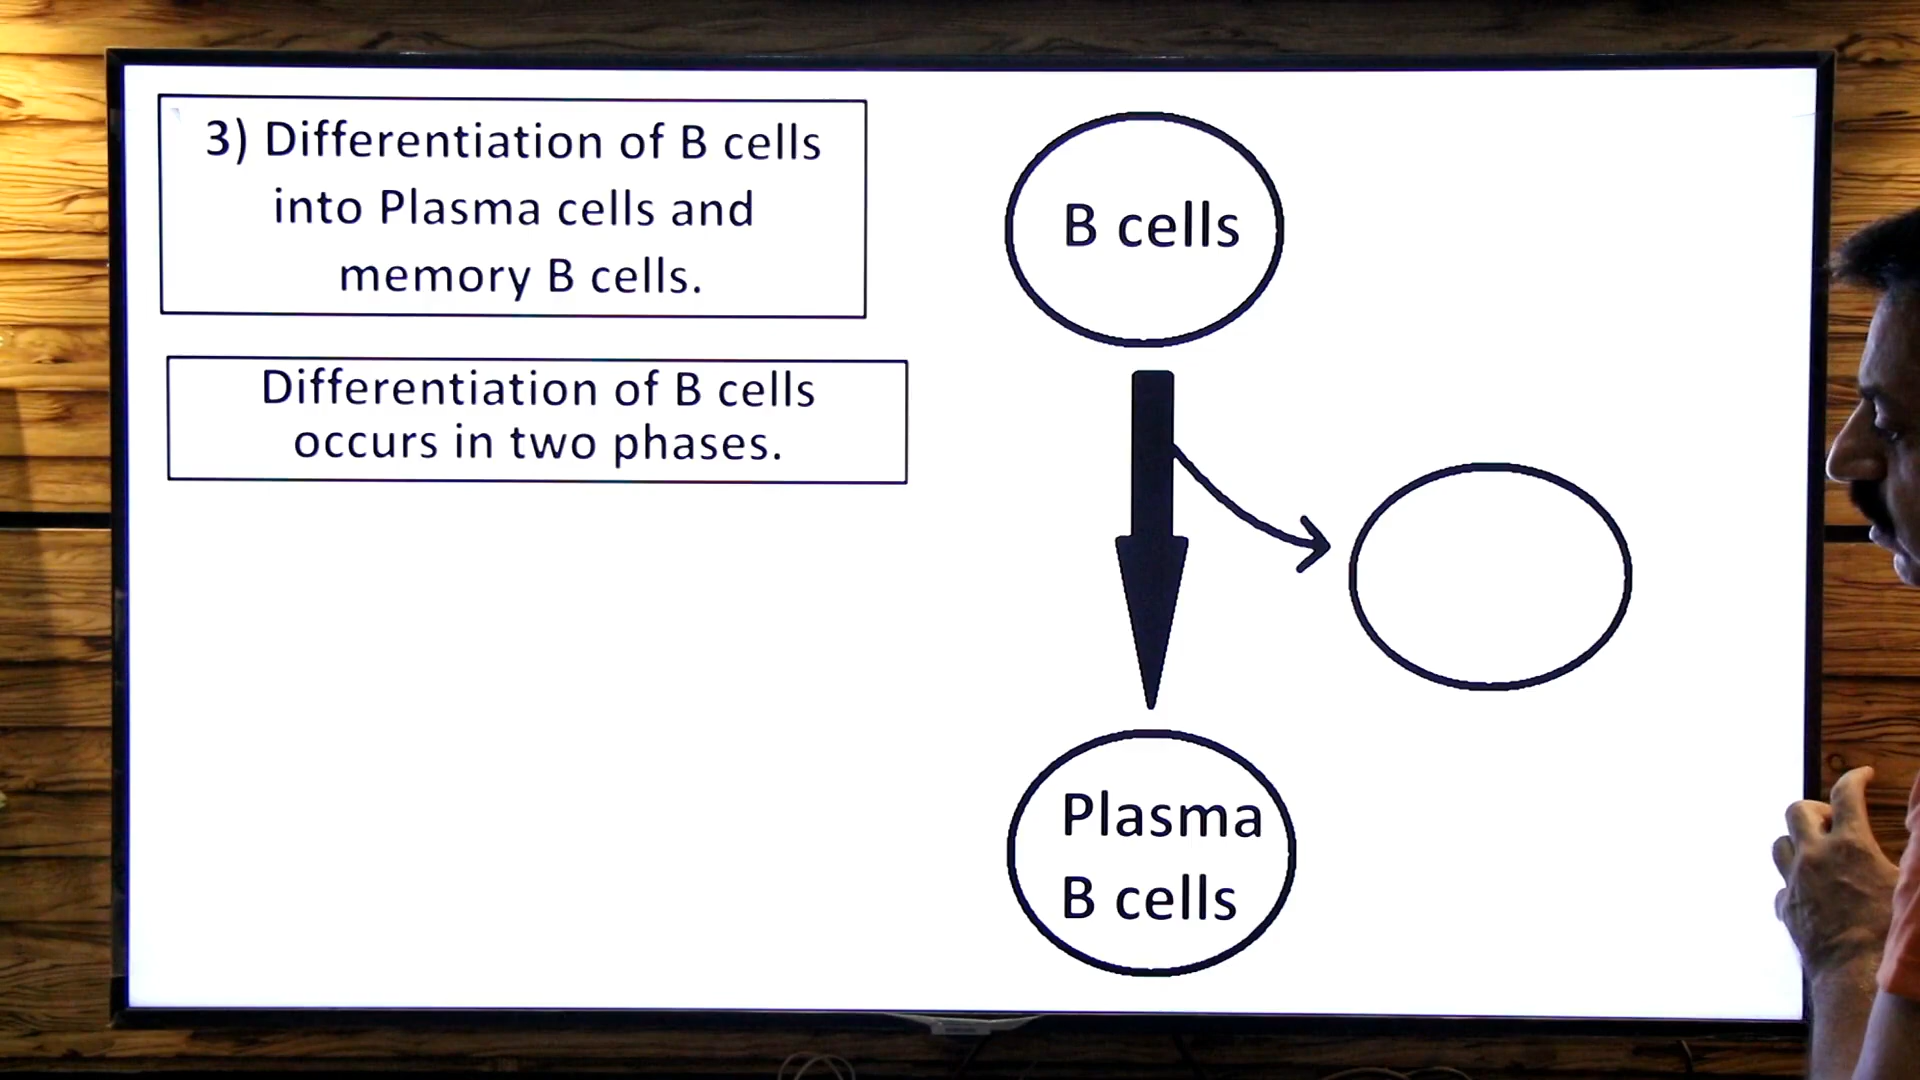 3) Differentiation of B cells
into Plasma cells and
memory B cells.
Differentiation of B cells
occurs in two phases.
B cells
Plasma
B cells